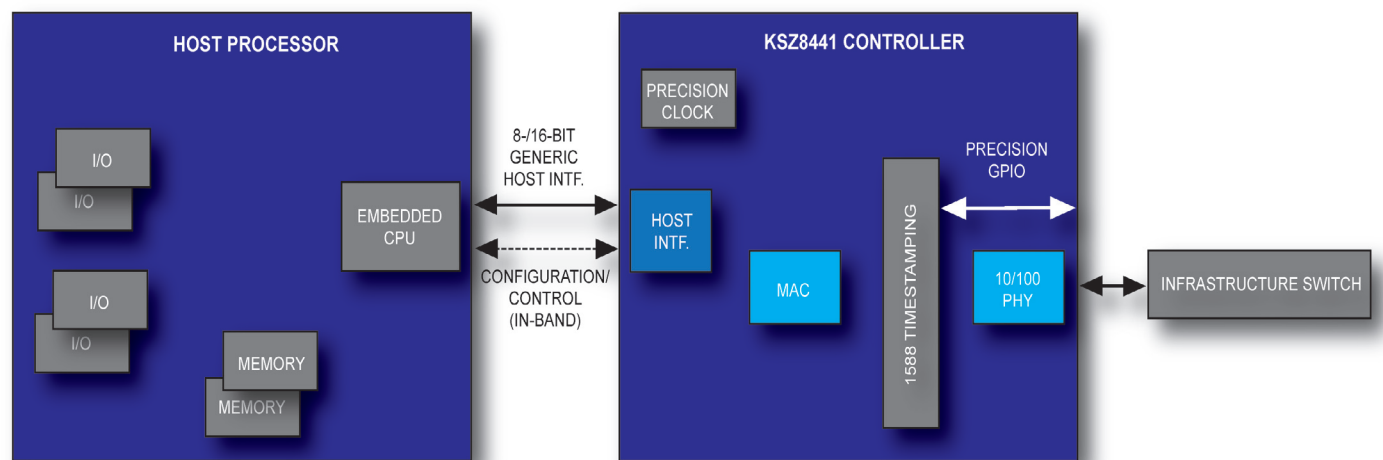 HOST PROCESSOR
I/O
I/O
I/O
I/O
MEMORY
MEMORY
EMBEDDED
CPU
8-/16-BIT
GENERIC
HOST INTF.
CONFIGURATION/
CONTROL
(IN-BAND)
KSZ8441 CONTROLLER
PRECISION
CLOCK
HOST
INTF.
MAC
1588 TIMESTAMPING
PRECISION
GPIO
10/100
PHY
INFRASTRUCTURE SWITCH